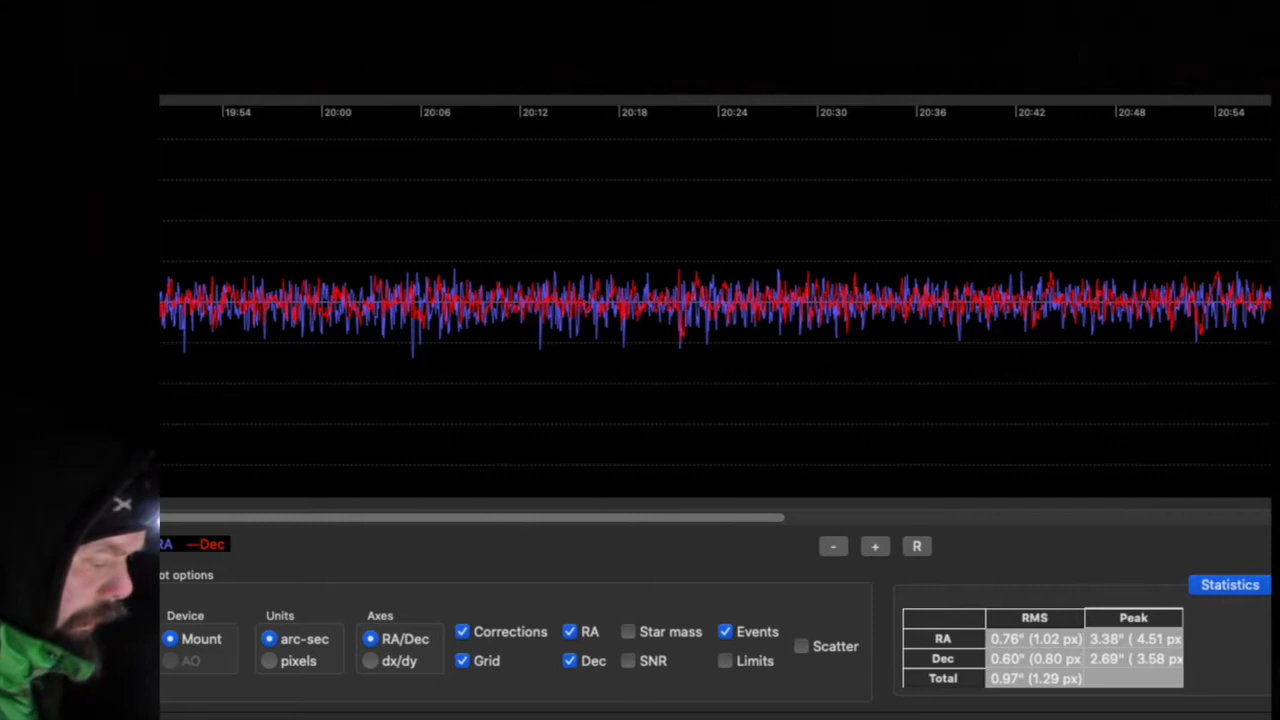 19:54 20:00 20:06 20:12 20:18 20:24 20:30 20:36 20:42 20:48 20:54
RA —Dec
- + R
ot options
Statistics
Device Units Axes
Mount arc-sec RA/Dec Corrections RA Star mass Events Scatter
AO pixels dx/dy Grid Dec SNR Limits
RMS Peak
RA 0.76" (1.02 px) 3.38" ( 4.51 px
Dec 0.60" (0.80 px 2.69" ( 3.58 px
Total 0.97" (1.29 px)